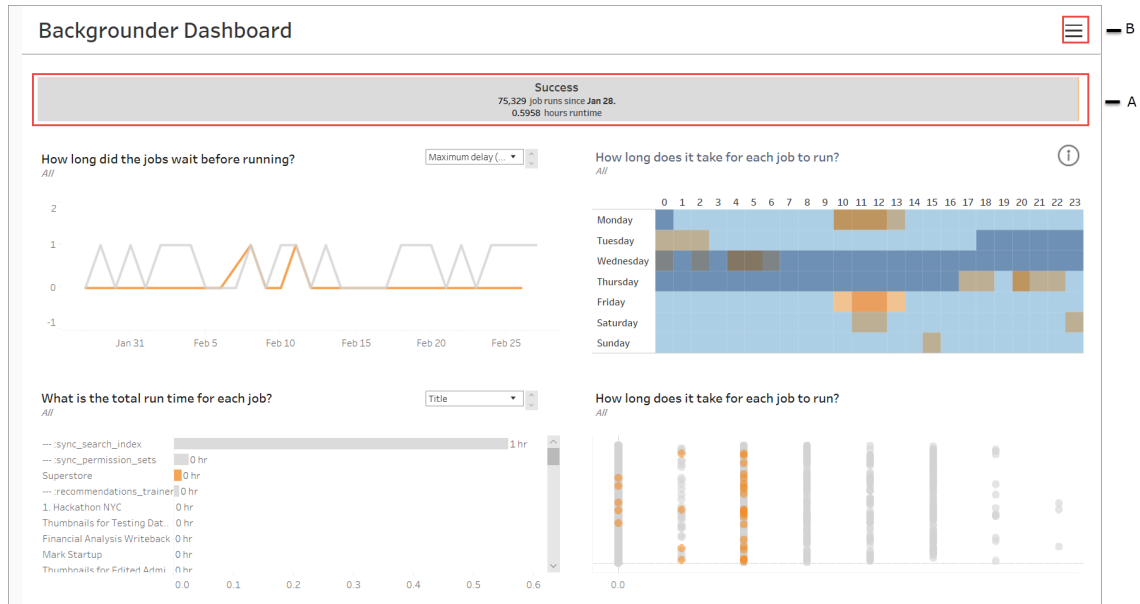 Backgrounder Dashboard
B
Success
75,329 job runs since Jan 28.
0.5958 hours runtime
A
How long did the jobs wait before running?
All
Maximum delay (...
2
1
0
-1
Jan 31 Feb 5 Feb 10 Feb 15 Feb 20 Feb 25
How long does it take for each job to run?
All
0 1 2 3 4 5 6 7 8 9 10 11 12 13 14 15 16 17 18 19 20 21 22 23
Monday
Tuesday
Wednesday
Thursday
Friday
Saturday
Sunday
What is the total run time for each job?
All
Title
--- :sync_search_index 1 hr
--- :sync_permission_sets 0 hr
Superstore 0 hr
--- :recommendations_trainer 0 hr
1. Hackathon NYC 0 hr
Thumbnails for Testing Dat.. 0 hr
Financial Analysis Writeback 0 hr
Mark Startup 0 hr
Thumbnails for Edited Admi.. 0 hr
0.0 0.1 0.2 0.3 0.4 0.5 0.6
How long does it take for each job to run?
All
0.0